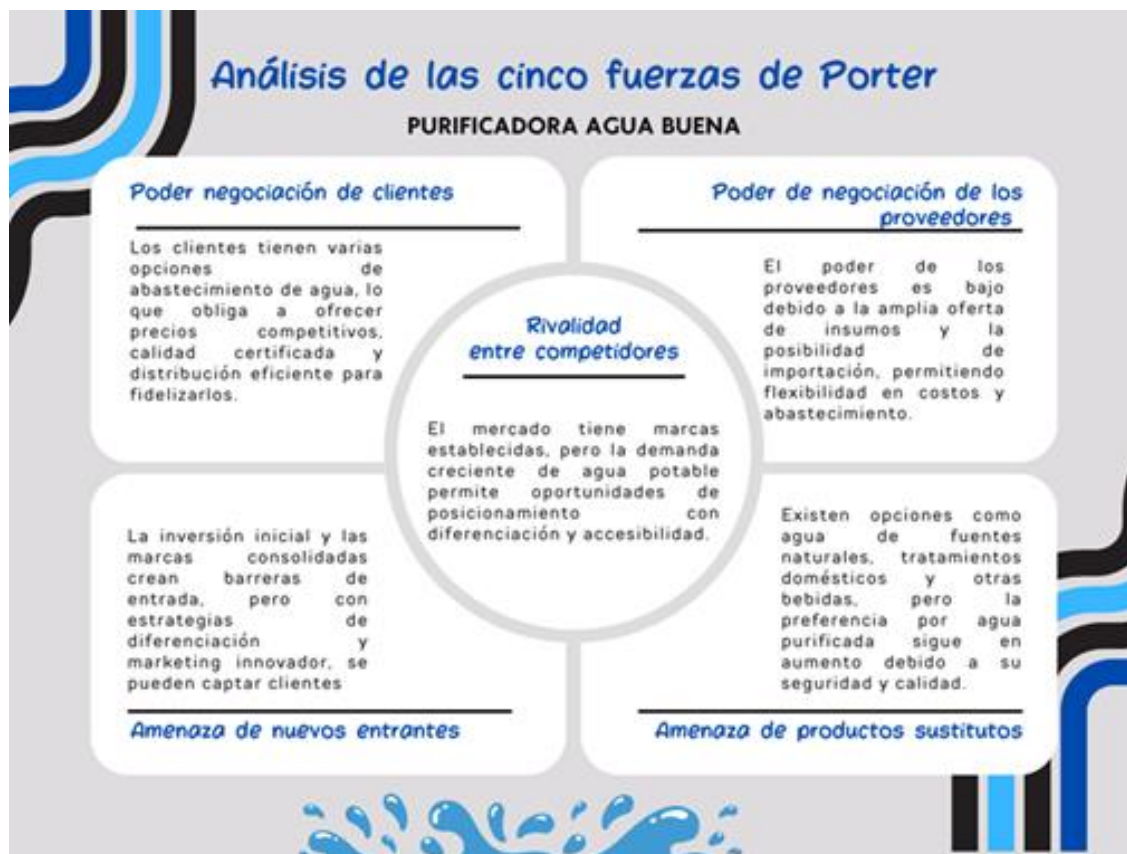 Análisis de las cinco fuerzas de Porter
PURIFICADORA AGUA BUENA
Poder negociación de clientes
Los clientes tienen varias
opciones de
abastecimiento de agua, lo
que obliga a ofrecer
precios competitivos,
calidad certificada y
distribución eficiente para
fidelizarlos.
Poder de negociación de los
proveedores
El poder de los
proveedores es bajo
debido a la amplia oferta
de insumos y la
posibilidad de
importación, permitiendo
flexibilidad en costos y
abastecimiento.
Rivalidad
entre competidores
El mercado tiene marcas
establecidas, pero la demanda
creciente de agua potable
permite oportunidades de
posicionamiento con
diferenciación y accesibilidad.
La inversión inicial y las
marcas consolidadas
crean barreras de
entrada, pero con
estrategias de
diferenciación y
marketing innovador, se
pueden captar clientes
Amenaza de nuevos entrantes
Existen opciones como
agua de fuentes
naturales, tratamientos
domésticos y otras
bebidas, pero la
preferencia por agua
purificada sigue en
aumento debido a su
seguridad y calidad.
Amenaza de productos sustitutos